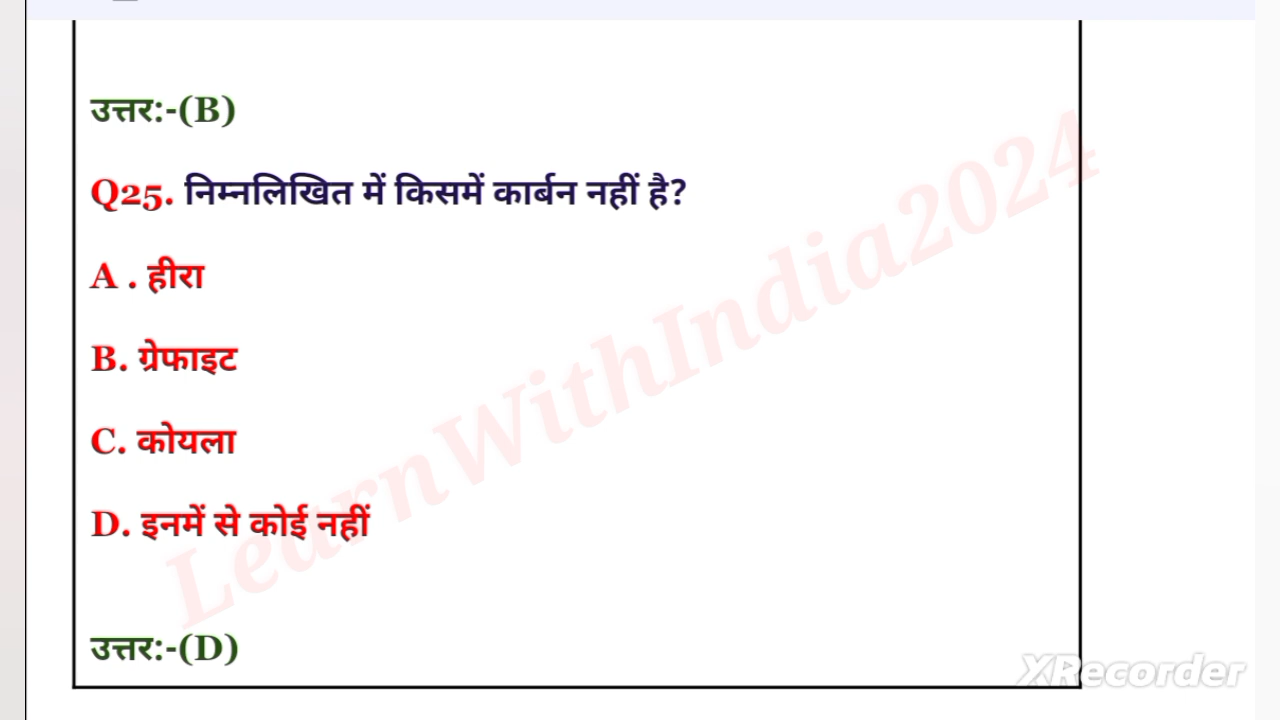 उत्तर:-(B)
Q25. निम्नलिखित में किसमें कार्बन नहीं है?
A . हीरा
B. ग्रेफाइट
C. कोयला
D. इनमें से कोई नहीं
उत्तर:-(D)
LearnWithIndia2024
XRecorder